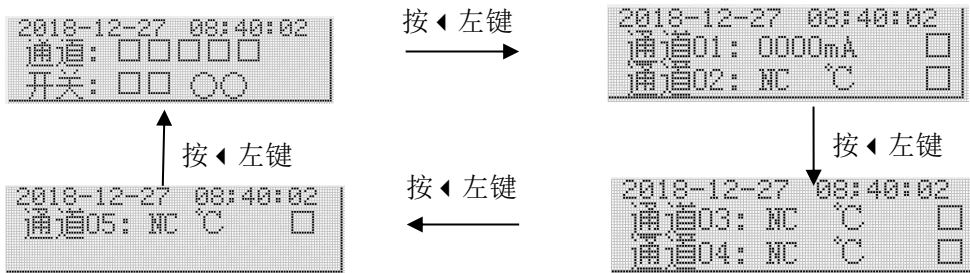 2018-12-27 08:40:02
通道: □□□□□
开关: □□ ○○
按◀左键
2018-12-27 08:40:02
通道01: 0000mA □
通道02: NC ℃ □
按◀左键
2018-12-27 08:40:02
通道03: NC ℃ □
通道04: NC ℃ □
按◀左键
2018-12-27 08:40:02
通道05: NC ℃ □
按◀左键